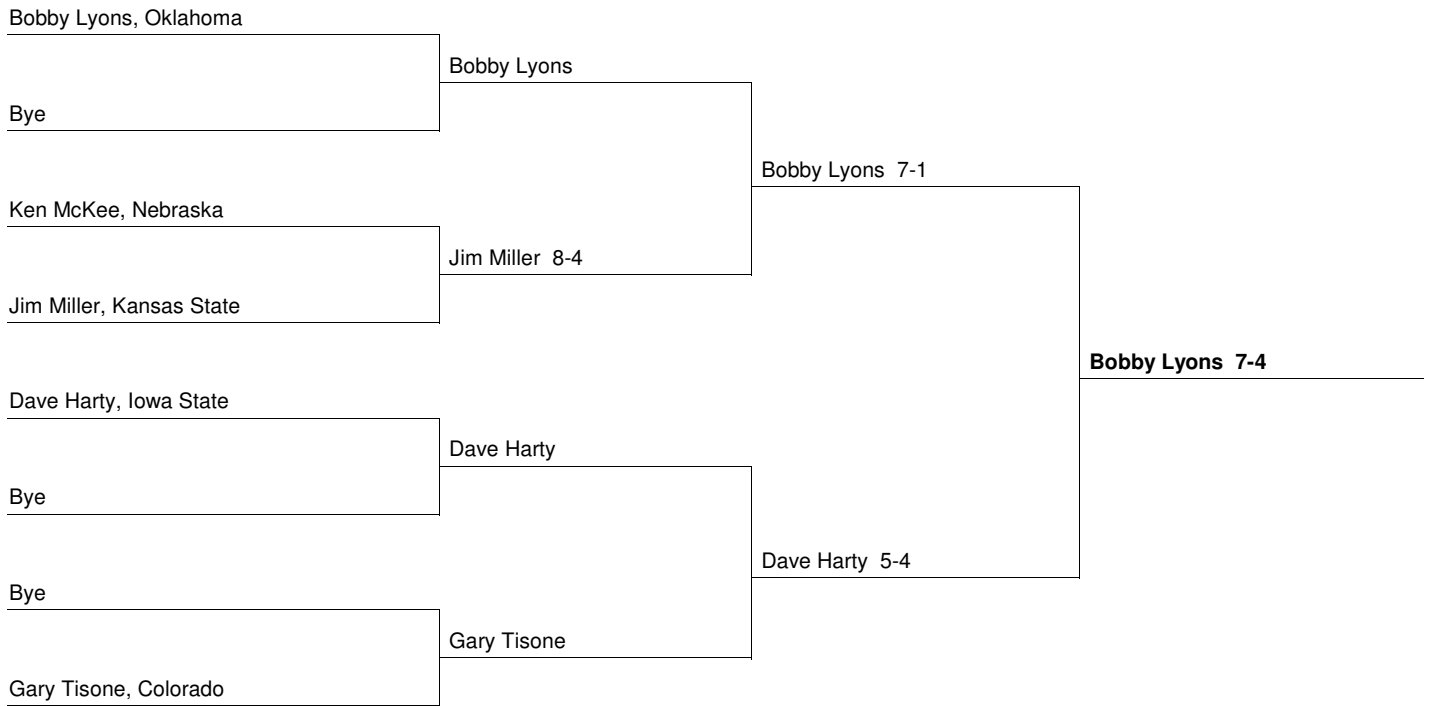 Bobby Lyons, Oklahoma
Bobby Lyons
Bye
Bobby Lyons 7-1
Ken McKee, Nebraska
Jim Miller 8-4
Jim Miller, Kansas State
Bobby Lyons 7-4
Dave Harty, Iowa State
Dave Harty
Bye
Dave Harty 5-4
Bye
Gary Tisone
Gary Tisone, Colorado